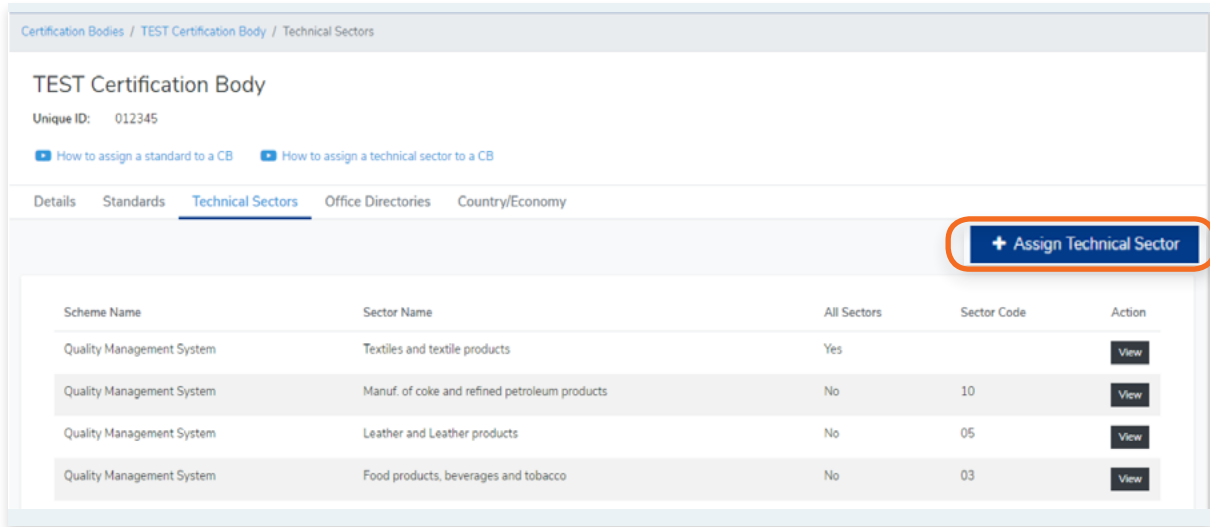 Certification Bodies / TEST Certification Body / Technical Sectors
TEST Certification Body
Unique ID: 012345
How to assign a standard to a CB How to assign a technical sector to a CB
Details Standards Technical Sectors Office Directories Country/Economy
+ Assign Technical Sector
Scheme Name Sector Name All Sectors Sector Code Action
Quality Management System Textiles and textile products Yes View
Quality Management System Manuf. of coke and refined petroleum products No 10 View
Quality Management System Leather and Leather products No 05 View
Quality Management System Food products, beverages and tobacco No 03 View